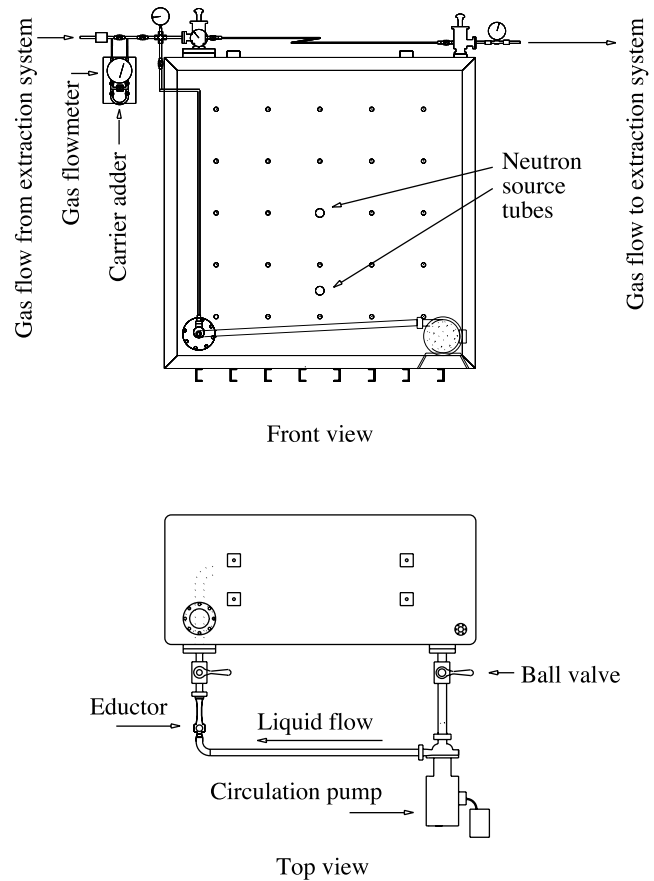 Gas flow from extraction system
Gas flowmeter
Carrier adder
Neutron
source
tubes
Gas flow to extraction system
Front view
Ball valve
Eductor
Liquid flow
Circulation pump
Top view